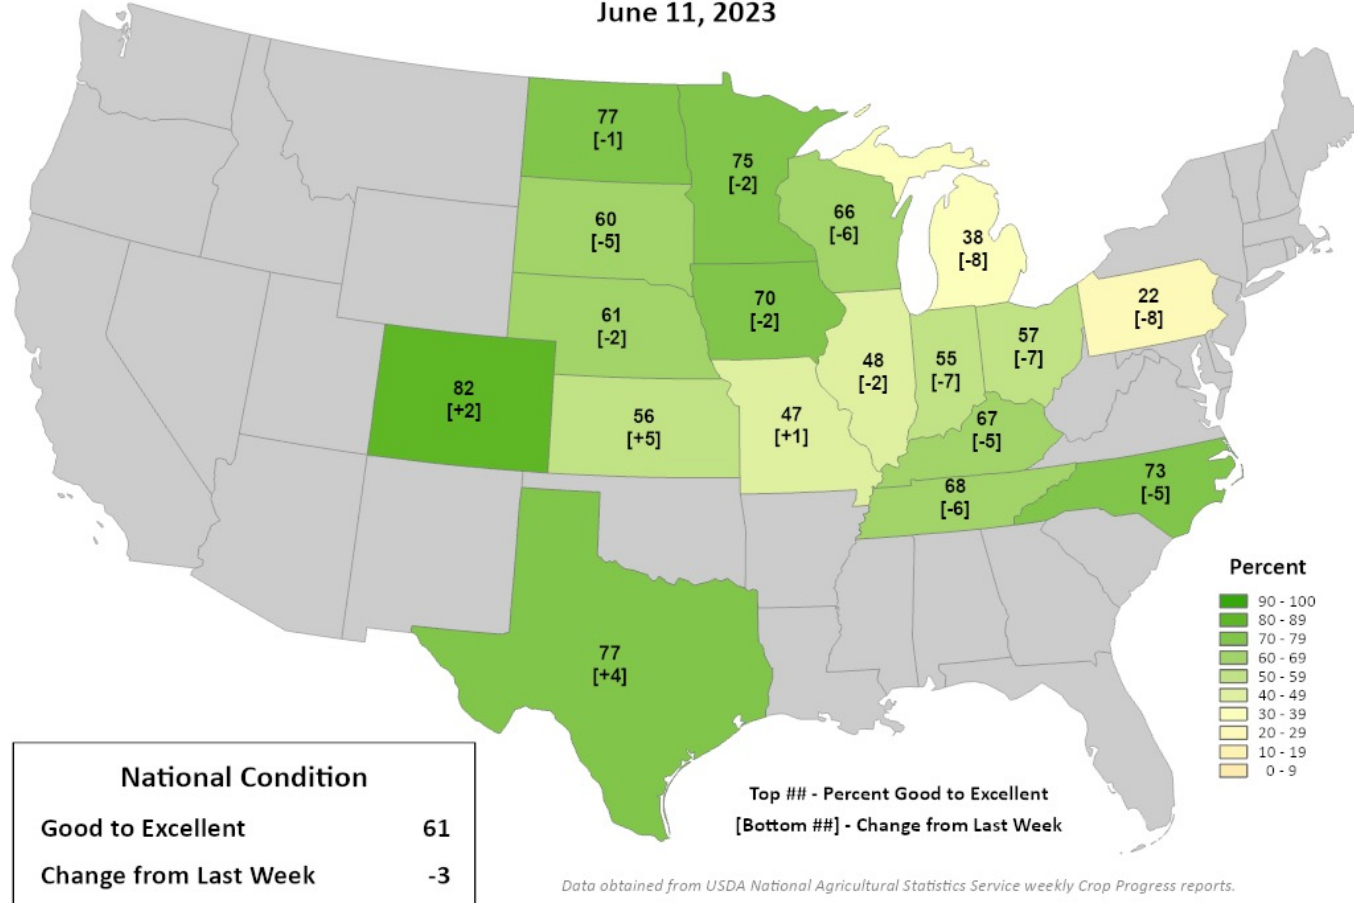 June 11, 2023
77
[-1]
75
[-2]
60
[-5]
66
[-6]
38
[-8]
61
[-2]
70
[-2]
22
[-8]
82
[+2]
56
[+5]
47
[+1]
48
[-2]
55
[-7]
57
[-7]
67
[-5]
68
[-6]
73
[-5]
77
[+4]
Percent
90 - 100
80 - 89
70 - 79
60 - 69
50 - 59
40 - 49
30 - 39
20 - 29
10 - 19
0 - 9
National Condition
Good to Excellent 61
Change from Last Week -3
Top ## - Percent Good to Excellent
[Bottom ##] - Change from Last Week
Data obtained from USDA National Agricultural Statistics Service weekly Crop Progress reports.